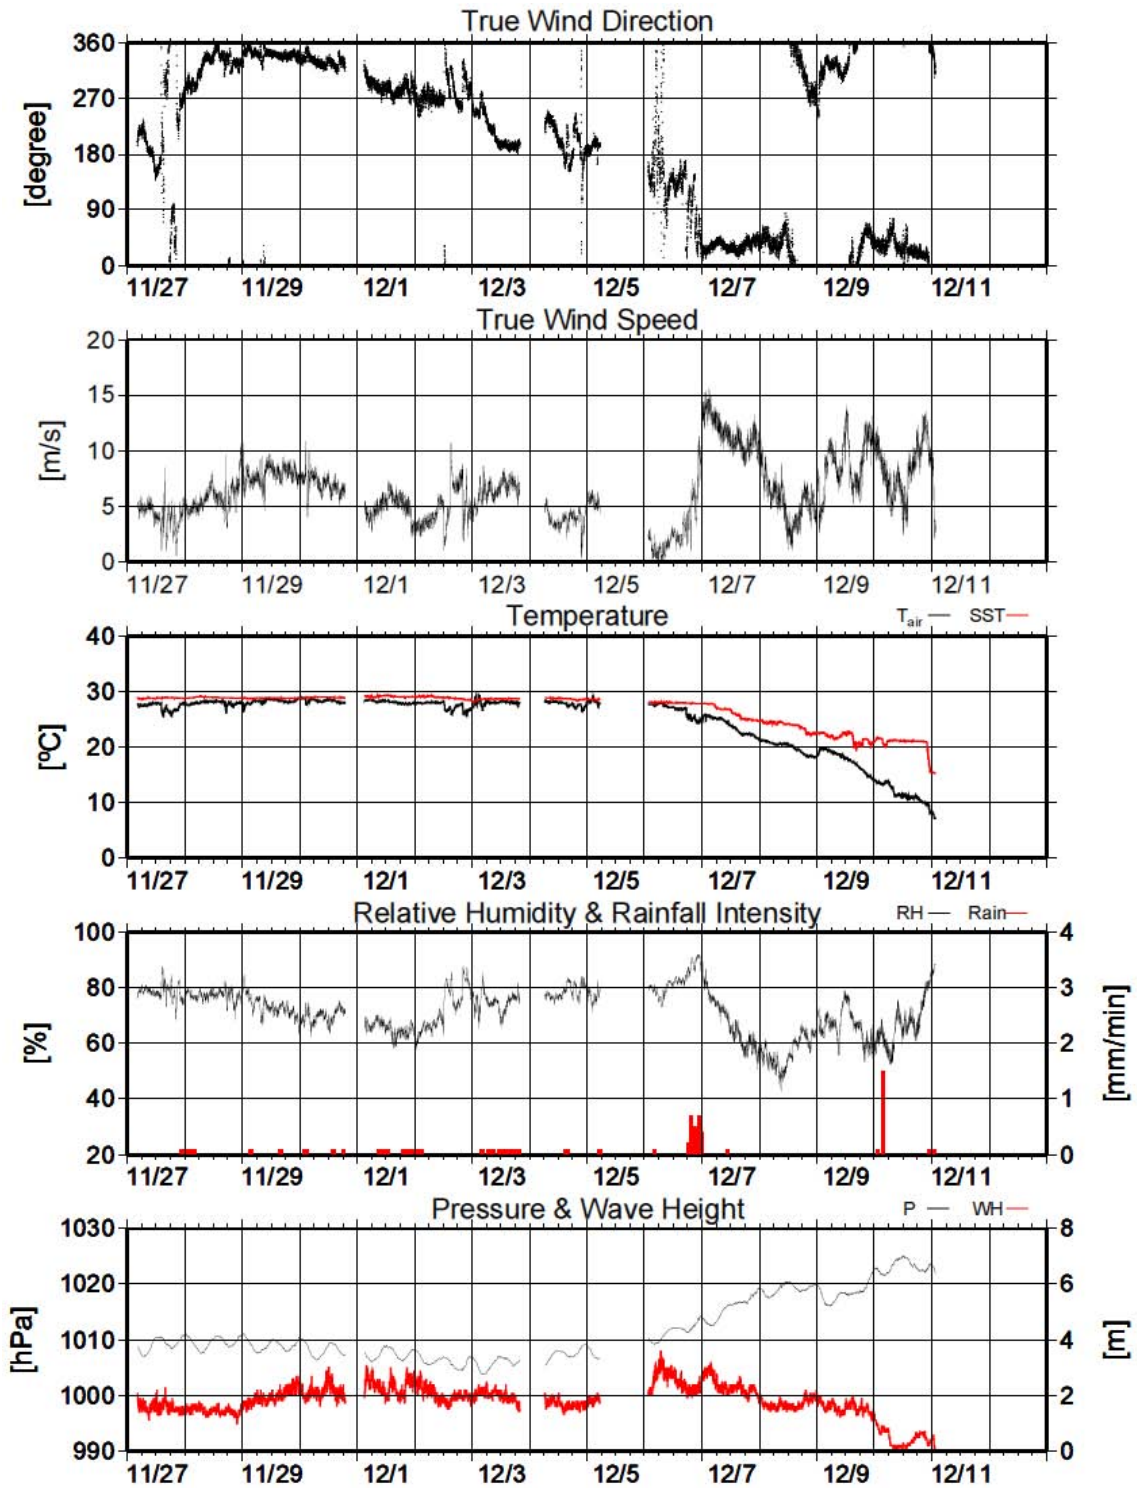 True Wind Direction
360
270
180
90
0
[degree]
11/27 11/29 12/1 12/3 12/5 12/7 12/9 12/11
True Wind Speed
20
15
10
5
0
[m/s]
11/27 11/29 12/1 12/3 12/5 12/7 12/9 12/11
Temperature
Tair SST
40
30
20
10
0
[ºC]
11/27 11/29 12/1 12/3 12/5 12/7 12/9 12/11
Relative Humidity & Rainfall Intensity
RH Rain
100 4
80 3
60 2
40 1
20 0
[%] [mm/min]
11/27 11/29 12/1 12/3 12/5 12/7 12/9 12/11
Pressure & Wave Height
P WH
1030 8
1020 6
1010 4
1000 2
990 0
[hPa] [m]
11/27 11/29 12/1 12/3 12/5 12/7 12/9 12/11